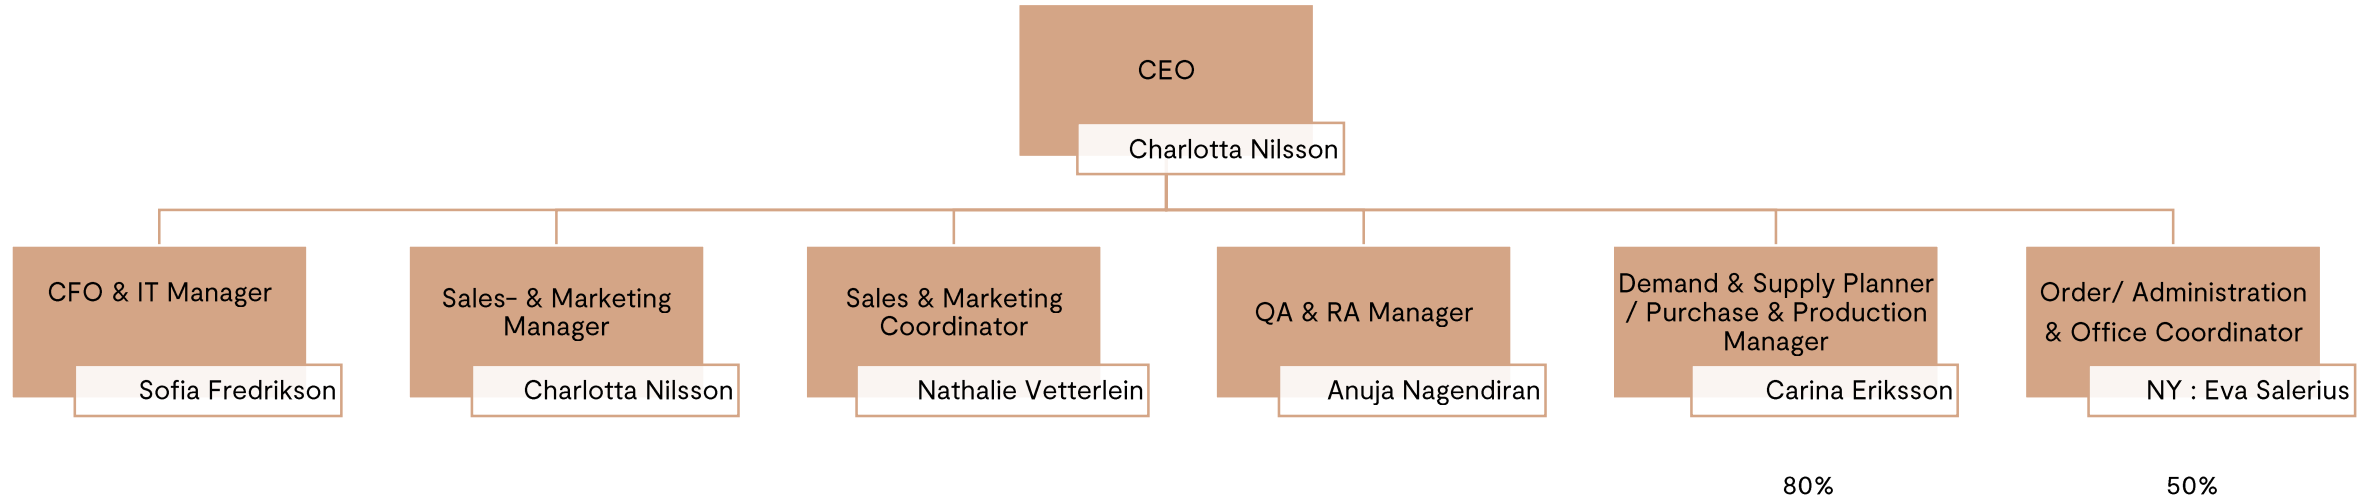 CEO
Charlotta Nilsson
CFO & IT Manager
Sofia Fredrikson
Sales- & Marketing
Manager
Charlotta Nilsson
Sales & Marketing
Coordinator
Nathalie Vetterlein
QA & RA Manager
Anuja Nagendiran
Demand & Supply Planner
/ Purchase & Production
Manager
Carina Eriksson
80%
Order/ Administration
& Office Coordinator
NY : Eva Salerius
50%